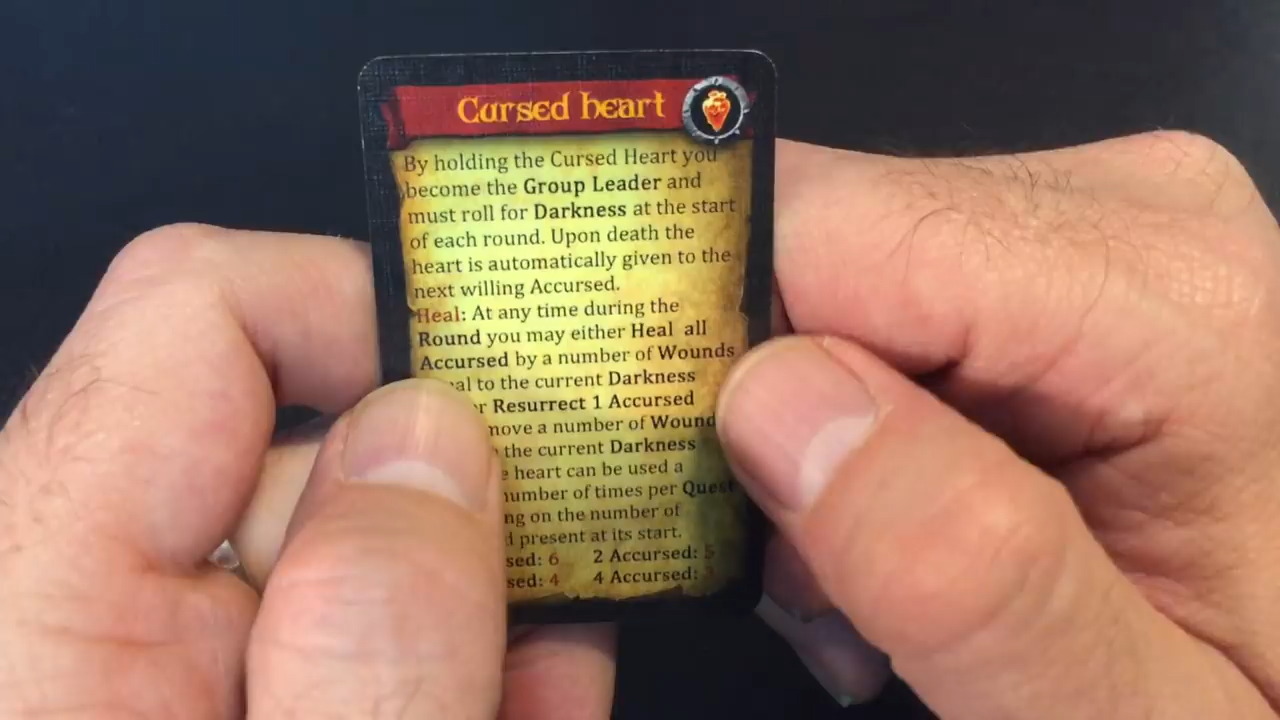 Cursed heart
By holding the Cursed Heart you
become the Group Leader and
must roll for Darkness at the start
of each round. Upon death the
heart is automatically given to the
next willing Accursed.
Heal: At any time during the
Round you may either Heal all
Accursed by a number of Wounds
to the current Darkness
Resurrect 1 Accursed
a number of Wound
the current Darkness
heart can be used a
number of times per Quest
on the number of
present at its start.
6 2 Accursed: 5
4 4 Accursed: 3